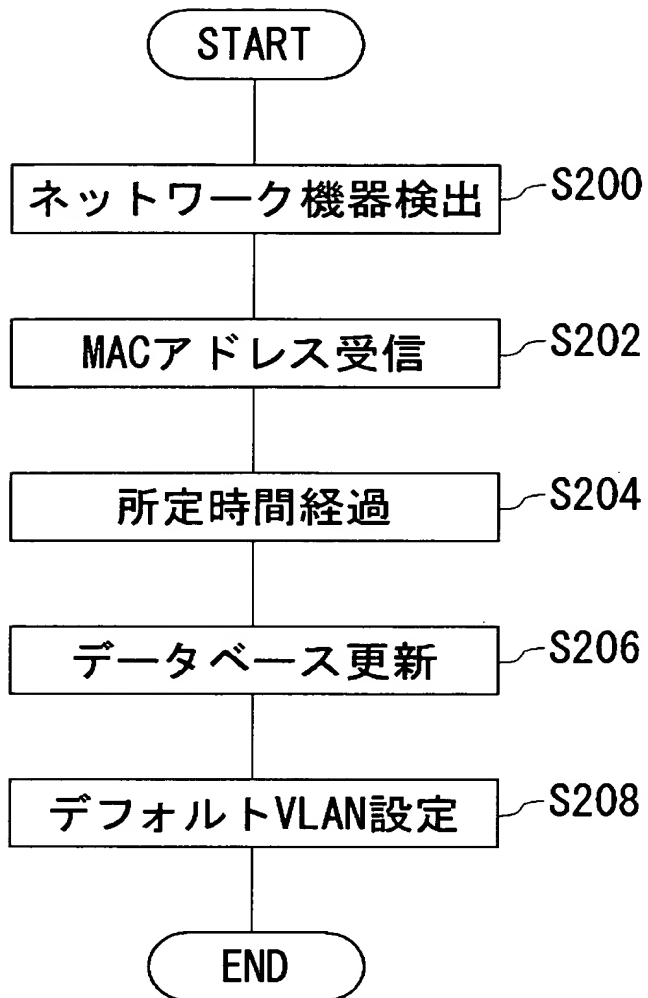 START
ネットワーク機器検出
S200
MACアドレス受信
S202
所定時間経過
S204
データベース更新
S206
デフォルトVLAN設定
S208
END